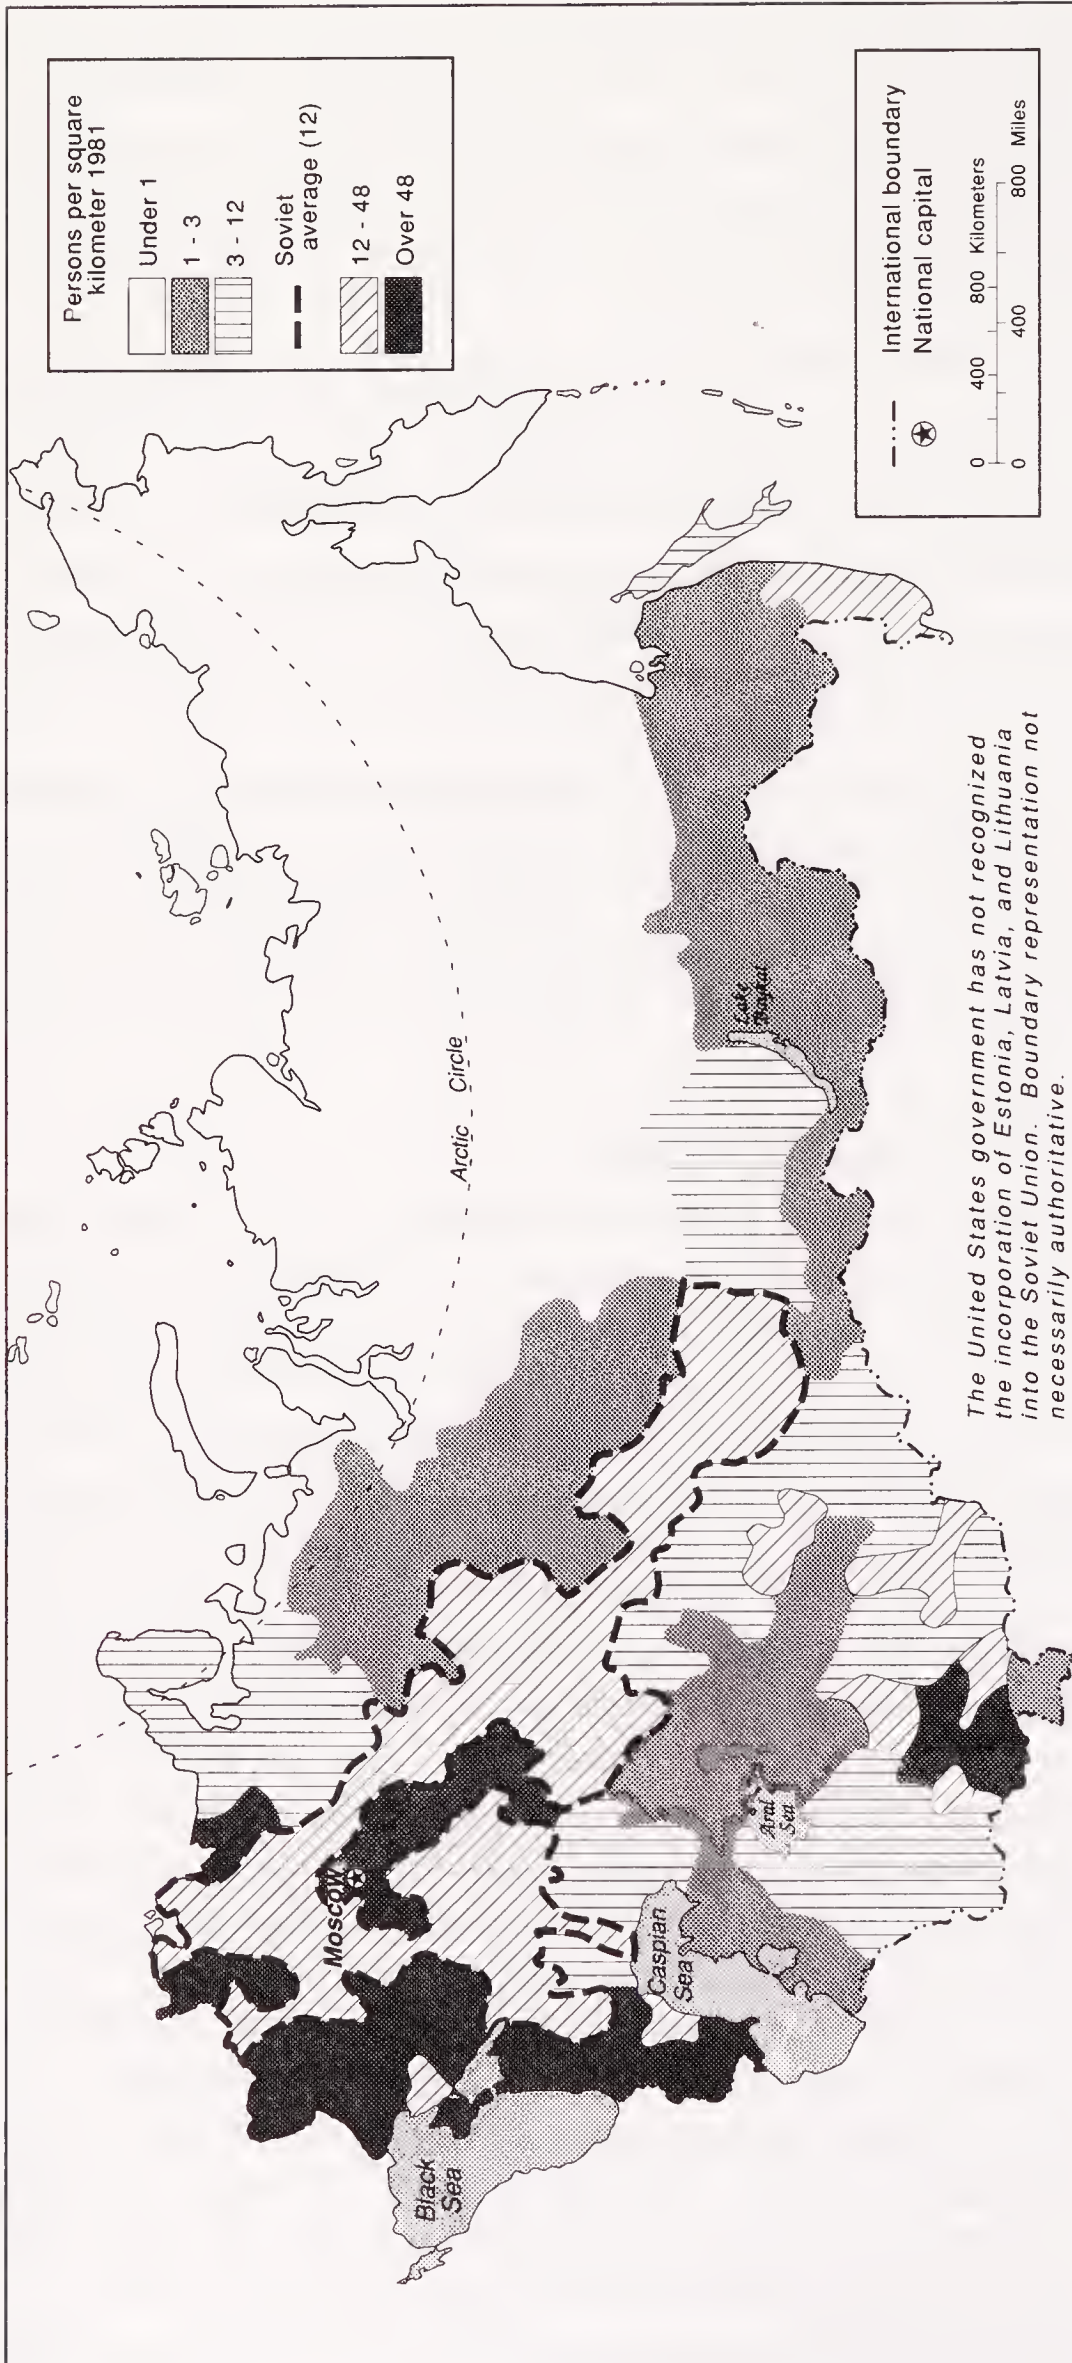 Persons per square
kilometer 1981
Under 1
1 - 3
3 - 12
Soviet
average (12)
12 - 48
Over 48
Arctic Circle
Moscow
Lake
Baykal
Aral
Sea
Caspian
Sea
Black
Sea
International boundary
National capital
0 400 800 Kilometers
0 400 800 Miles
The United States government has not recognized
the incorporation of Estonia, Latvia, and Lithuania
into the Soviet Union. Boundary representation not
necessarily authoritative.